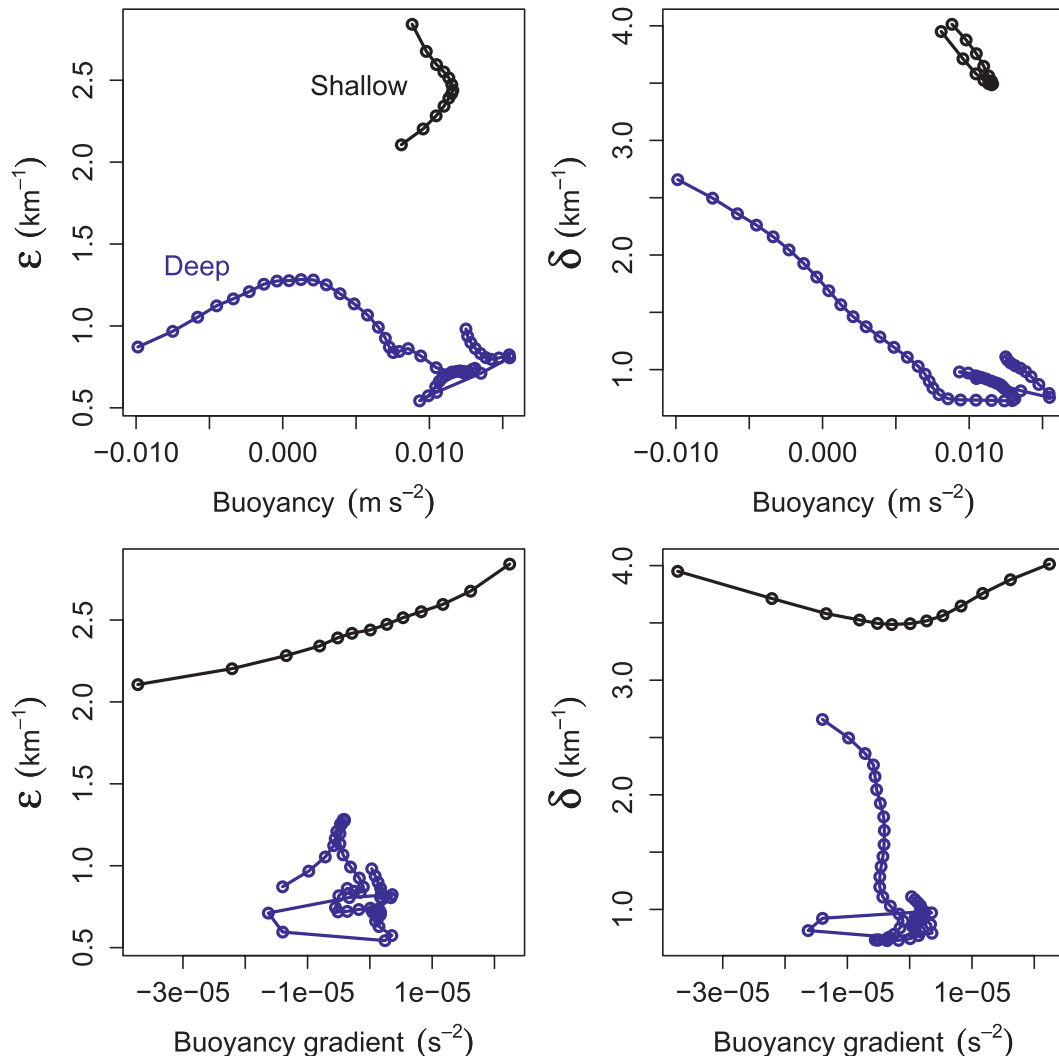 ε (km⁻¹)
0.5 1.0 1.5 2.0 2.5
Shallow
Deep
−0.010 0.000 0.010
Buoyancy (m s⁻²)
δ (km⁻¹)
1.0 2.0 3.0 4.0
−0.010 0.000 0.010
Buoyancy (m s⁻²)
ε (km⁻¹)
0.5 1.0 1.5 2.0 2.5
−3e−05 −1e−05 1e−05
Buoyancy gradient (s⁻²)
δ (km⁻¹)
1.0 2.0 3.0 4.0
−3e−05 −1e−05 1e−05
Buoyancy gradient (s⁻²)